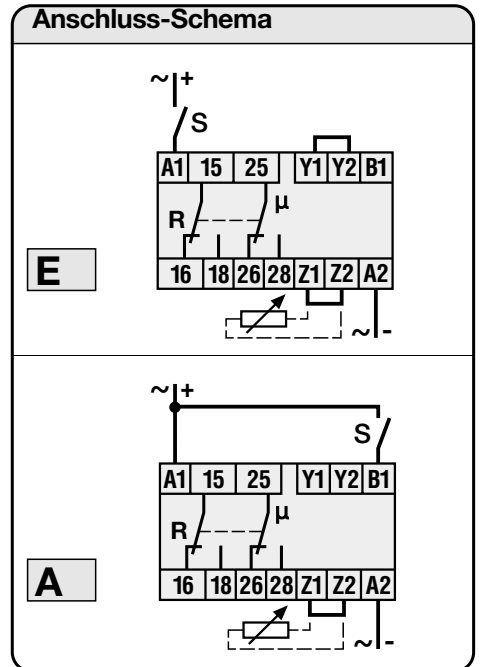 Anschluss-Schema
~ +
S
A1 15 25 Y1 Y2 B1
R µ
E
16 18 26 28 Z1 Z2 A2
~ -
~ +
S
A1 15 25 Y1 Y2 B1
R µ
A
16 18 26 28 Z1 Z2 A2
~ -